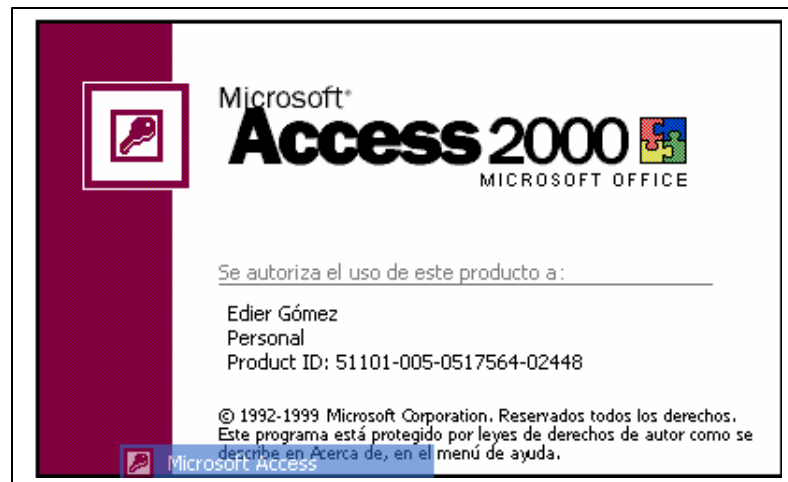 Microsoft®
Access 2000
MICROSOFT OFFICE
Se autoriza el uso de este producto a:
Edier Gómez
Personal
Product ID: 51101-005-0517564-02448
© 1992-1999 Microsoft Corporation. Reservados todos los derechos.
Este programa está protegido por leyes de derechos de autor como se
describe en Acerca de, en el menú de ayuda.
Microsoft Access